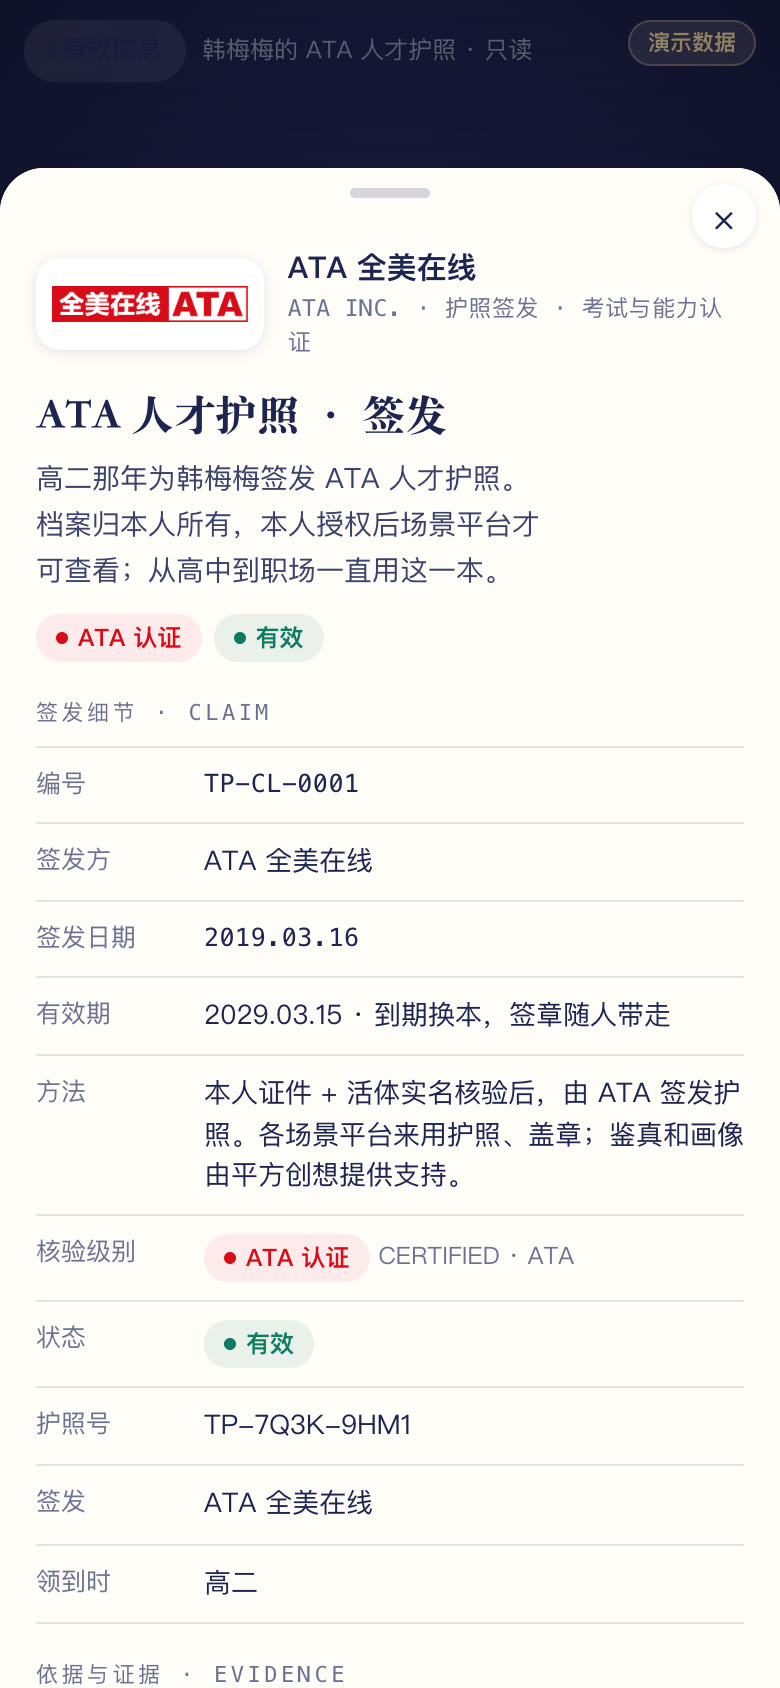 授权信息 韩梅梅的 ATA 人才护照 · 只读 演示数据
全美在线 ATA
ATA 全美在线
ATA INC. · 护照签发 · 考试与能力认
证
ATA 人才护照 · 签发
高二那年为韩梅梅签发 ATA 人才护照。
档案归本人所有，本人授权后场景平台才
可查看；从高中到职场一直用这一本。
ATA 认证 有效
签发细节 · CLAIM
编号 TP-CL-0001
签发方 ATA 全美在线
签发日期 2019.03.16
有效期 2029.03.15 · 到期换本，签章随人带走
方法 本人证件 + 活体实名核验后，由 ATA 签发护
照。各场景平台来用护照、盖章；鉴真和画像
由平方创想提供支持。
核验级别 ATA 认证 CERTIFIED · ATA
状态 有效
护照号 TP-7Q3K-9HM1
签发 ATA 全美在线
领到时 高二
依据与证据 · EVIDENCE